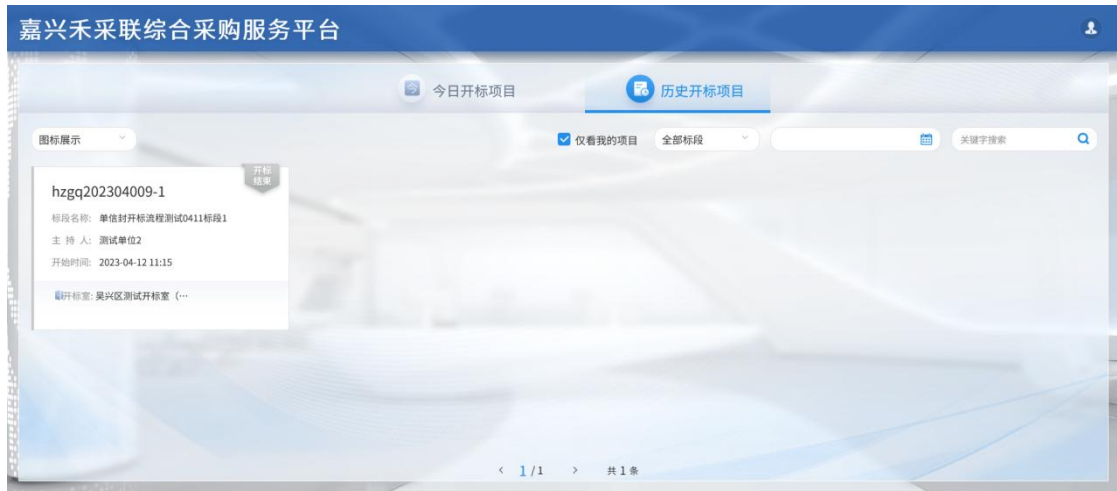 嘉兴禾采联综合采购服务平台
今日开标项目
历史开标项目
图标展示
仅看我的项目
全部标段
关键字搜索
开标
结束
hzgq202304009-1
标段名称: 单信封开标流程测试0411标段1
主 持 人: 测试单位2
开始时间: 2023-04-12 11:15
开标室: 吴兴区测试开标室（…
< 1 / 1 > 共 1 条